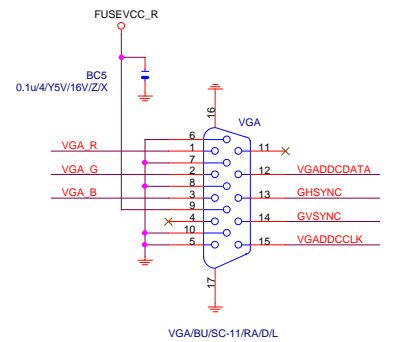 FUSEVCC_R
BC5
0.1u/4/Y5V/16V/Z/X
16
VGA
6
VGA_R 1 11
7
VGA_G 2 12 VGADDCDATA
8
VGA_B 3 13 GHSYNC
9
4 14 GVSYNC
10
5 15 VGADDCCLK
17
VGA/BU/SC-11/RA/D/L